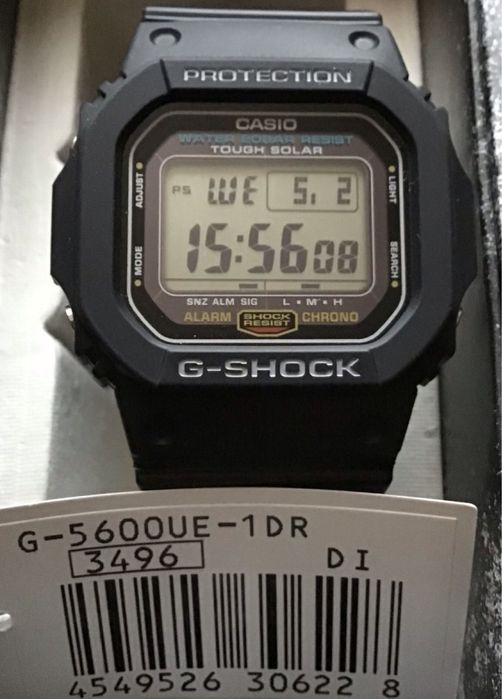 PROTECTION
CASIO
WATER 20BAR RESIST
TOUGH SOLAR
ADJUST
LIGHT
PS WE 5. 2
15:56 08
MODE
SEARCH
SNZ ALM SIG L • M • H
ALARM SHOCK RESIST CHRONO
G-SHOCK
G-5600UE-1DR
3496 DI
4549526 30622 8